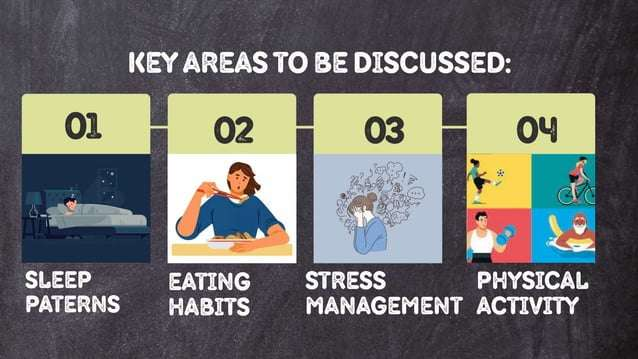 KEY AREAS TO BE DISCUSSED:
01
02
03
04
SLEEP
PATERNS
EATING
HABITS
STRESS
MANAGEMENT
PHYSICAL
ACTIVITY